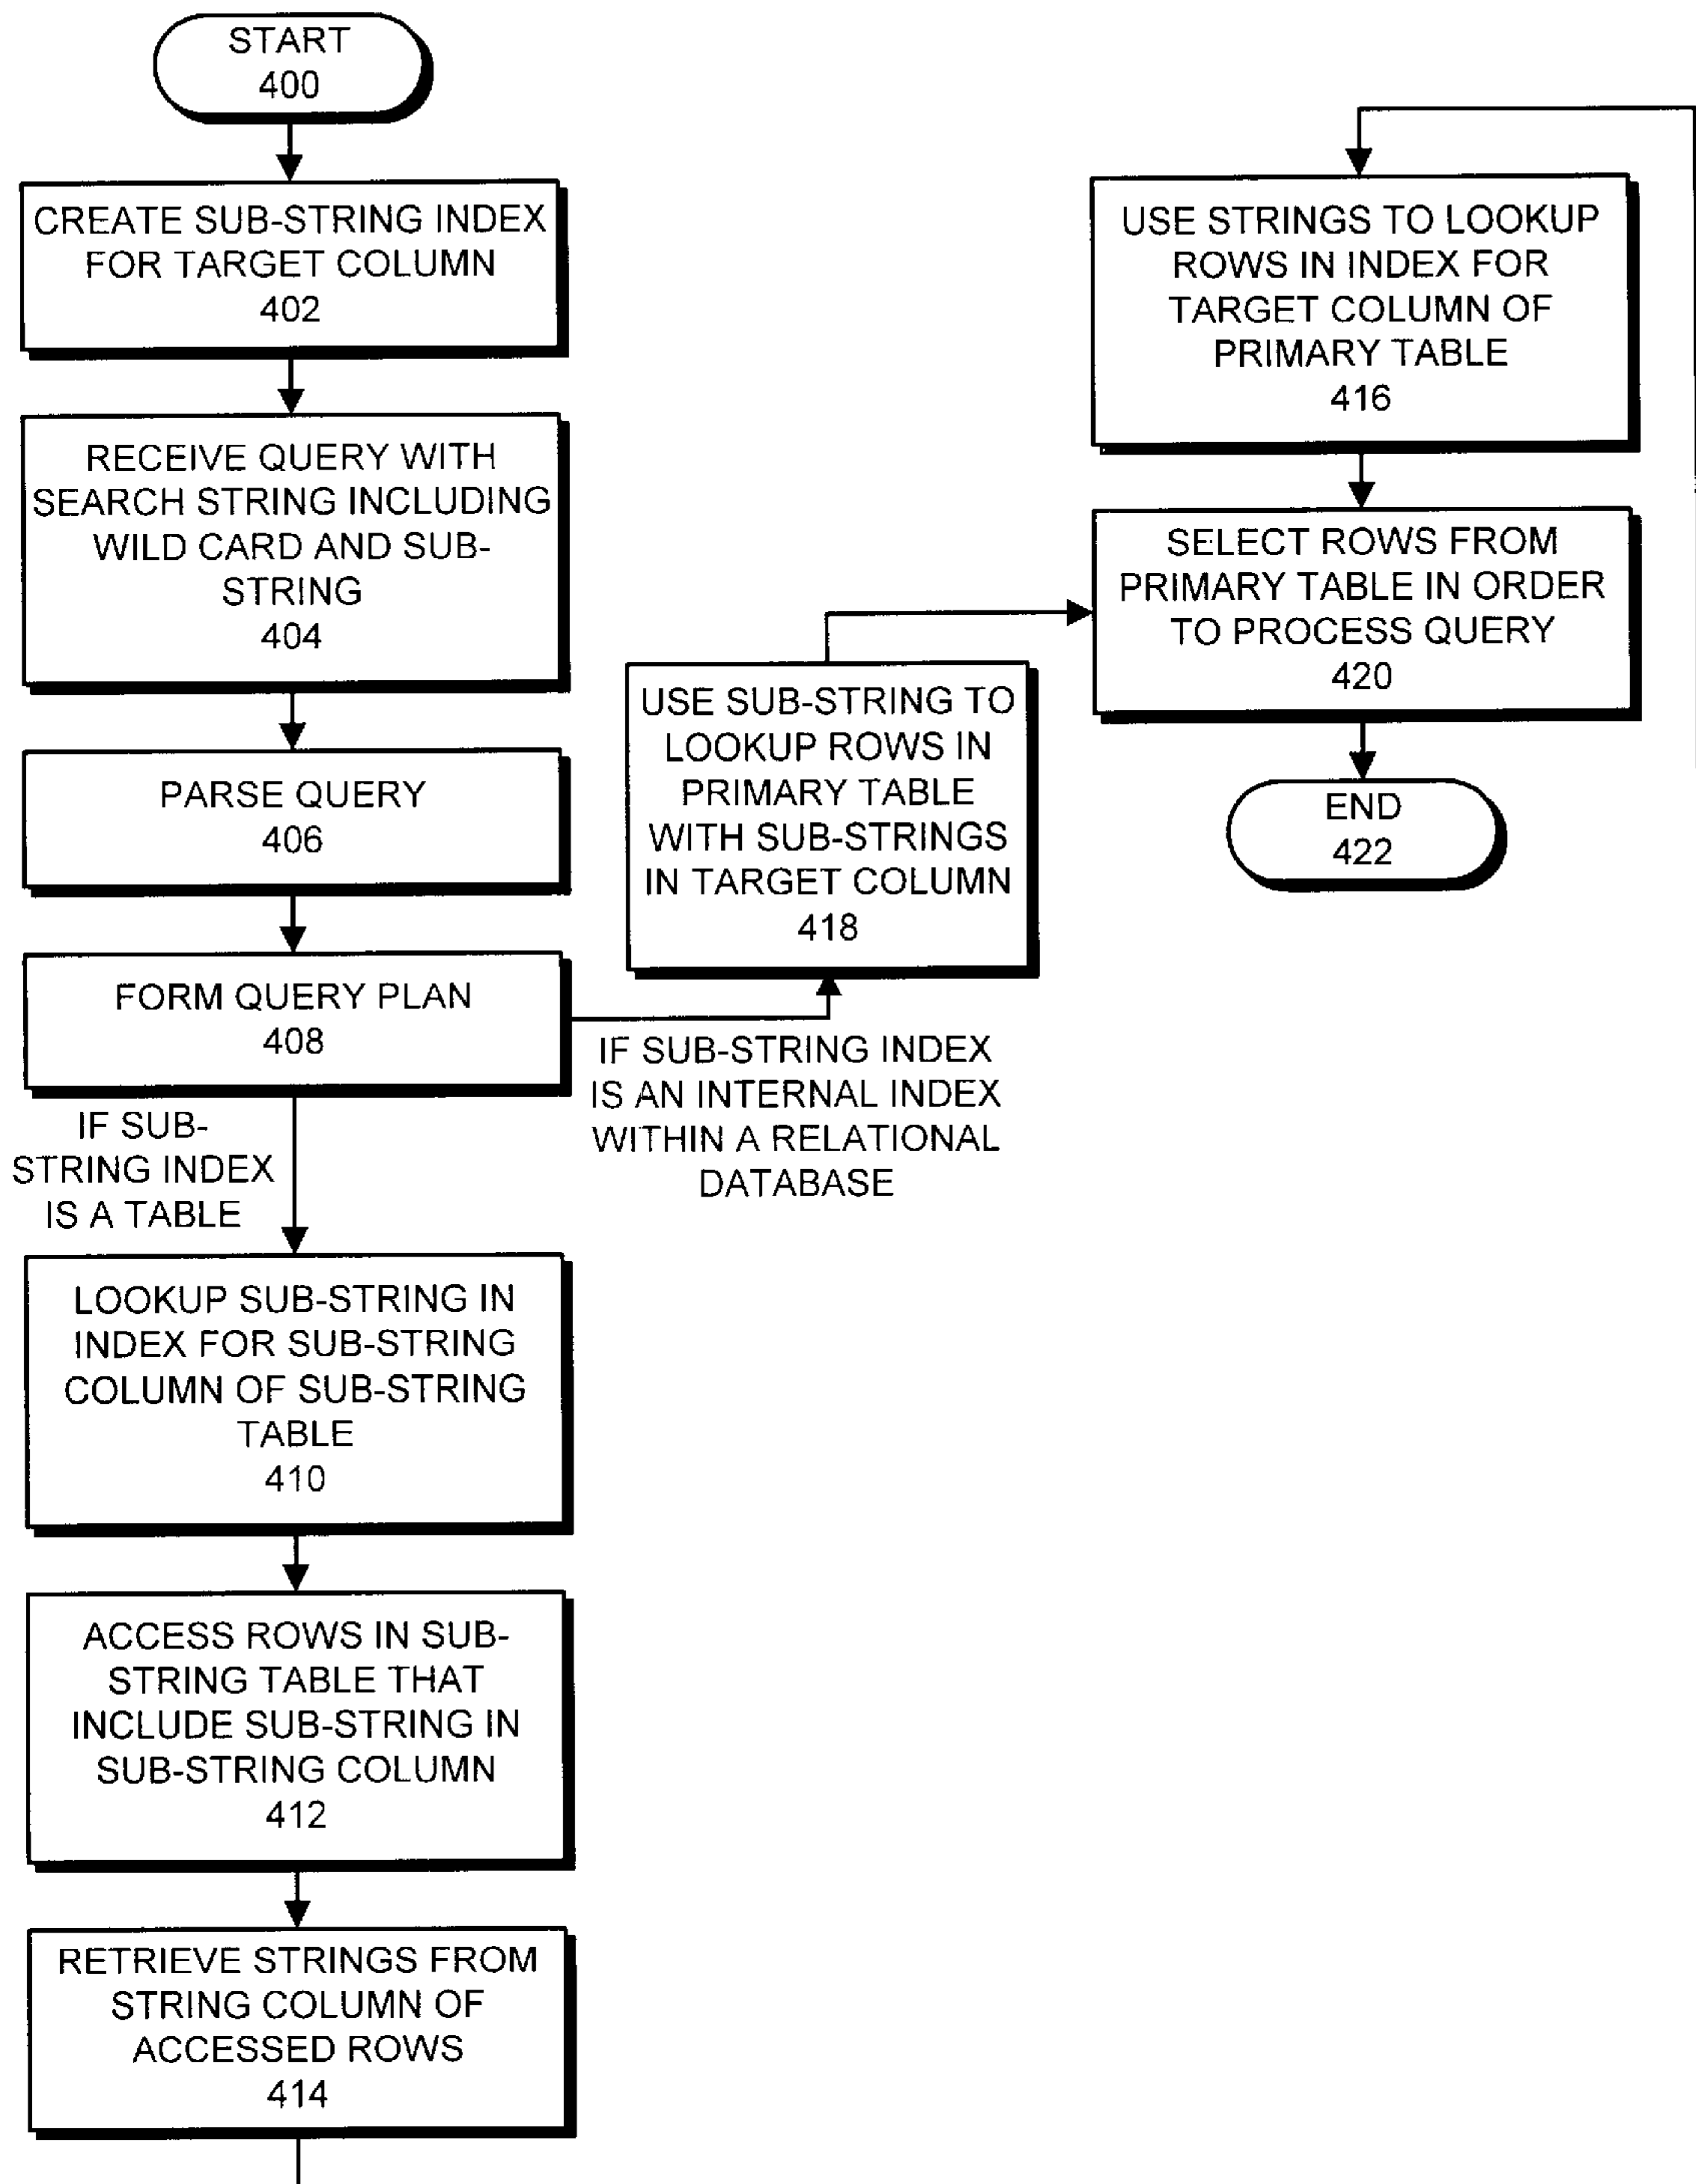 START
400
CREATE SUB-STRING INDEX
FOR TARGET COLUMN
402
RECEIVE QUERY WITH
SEARCH STRING INCLUDING
WILD CARD AND SUB-
STRING
404
PARSE QUERY
406
FORM QUERY PLAN
408
IF SUB-
STRING INDEX
IS A TABLE
LOOKUP SUB-STRING IN
INDEX FOR SUB-STRING
COLUMN OF SUB-STRING
TABLE
410
ACCESS ROWS IN SUB-
STRING TABLE THAT
INCLUDE SUB-STRING IN
SUB-STRING COLUMN
412
RETRIEVE STRINGS FROM
STRING COLUMN OF
ACCESSED ROWS
414
IF SUB-STRING INDEX
IS AN INTERNAL INDEX
WITHIN A RELATIONAL
DATABASE
USE SUB-STRING TO
LOOKUP ROWS IN
PRIMARY TABLE
WITH SUB-STRINGS
IN TARGET COLUMN
418
USE STRINGS TO LOOKUP
ROWS IN INDEX FOR
TARGET COLUMN OF
PRIMARY TABLE
416
SELECT ROWS FROM
PRIMARY TABLE IN ORDER
TO PROCESS QUERY
420
END
422